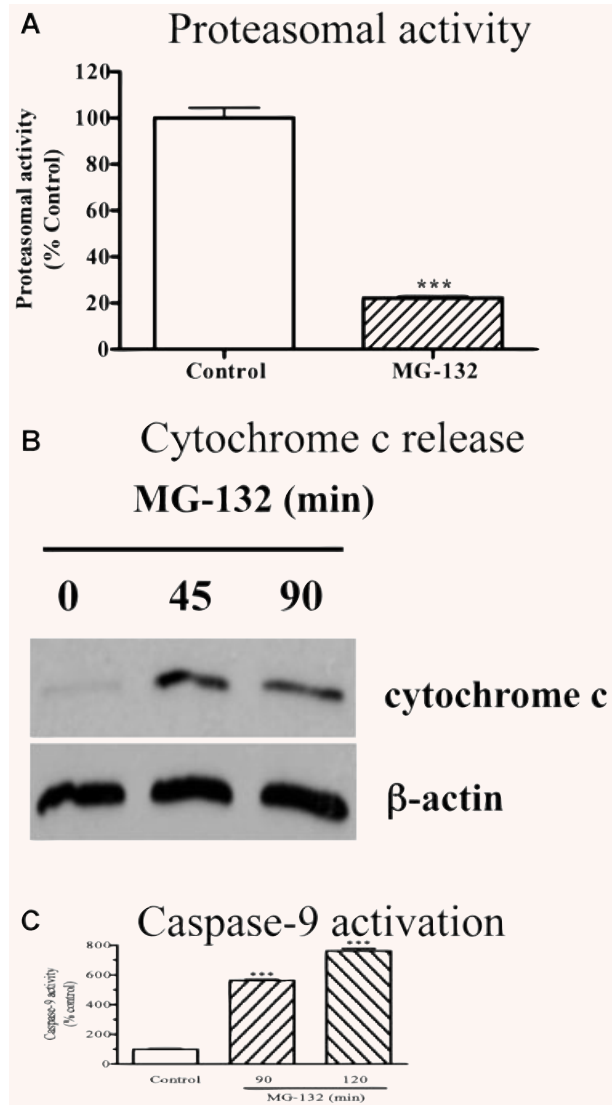 A
Proteasomal activity
Proteasomal activity
(% Control)
120
100
80
60
40
20
0
***
Control
MG-132
B
Cytochrome c release
MG-132 (min)
0 45 90
cytochrome c
β-actin
C
Caspase-9 activation
Caspase-9 activity
(% control)
800
600
400
200
0
***
***
Control
90
120
MG-132 (min)